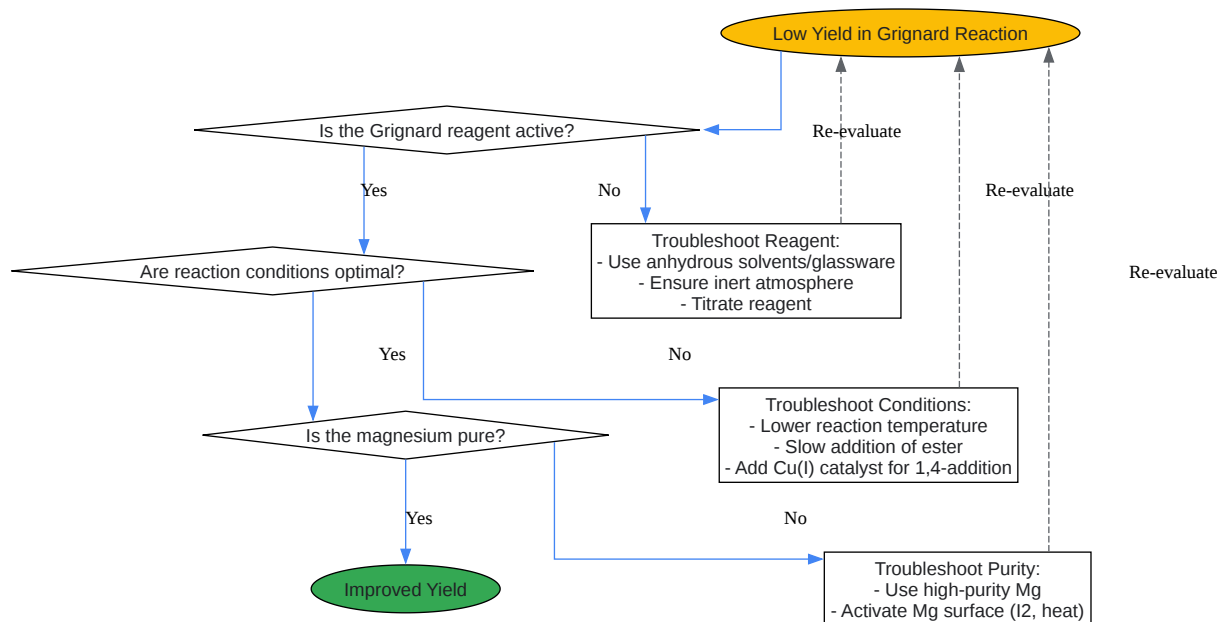 Low Yield in Grignard Reaction
Is the Grignard reagent active?
Re-evaluate
Yes
No
Re-evaluate
Troubleshoot Reagent:
- Use anhydrous solvents/glassware
- Ensure inert atmosphere
- Titrate reagent
Are reaction conditions optimal?
Re-evaluate
Yes
No
Troubleshoot Conditions:
- Lower reaction temperature
- Slow addition of ester
- Add Cu(I) catalyst for 1,4-addition
Is the magnesium pure?
Yes
No
Improved Yield
Troubleshoot Purity:
- Use high-purity Mg
- Activate Mg surface (I2, heat)